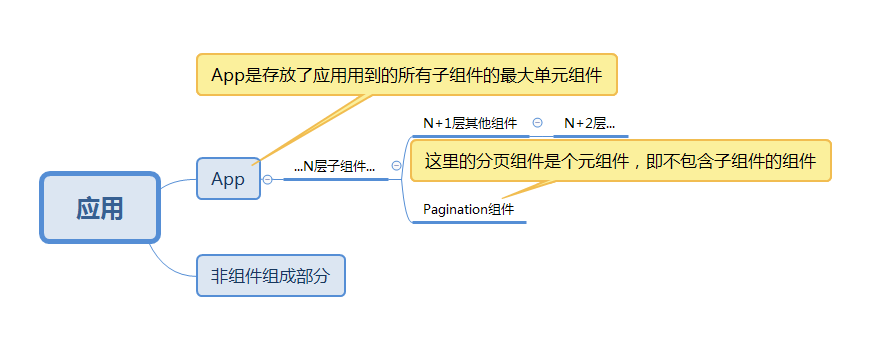 App是存放了应用用到的所有子组件的最大单元组件
N+1层其他组件
N+2层...
这里的分页组件是个元组件，即不包含子组件的组件
App
...N层子组件...
应用
Pagination组件
非组件组成部分